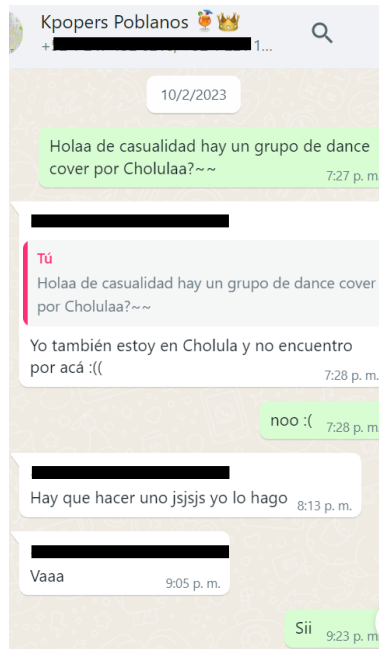 Kpopers Poblanos 🍹👑
1...
10/2/2023
Holaa de casualidad hay un grupo de dance
cover por Cholulaa?~~
7:27 p. m
Tú
Holaa de casualidad hay un grupo de dance cover
por Cholulaa?~~
Yo también estoy en Cholula y no encuentro
por acá :((
7:28 p. m.
noo :(
7:28 p. m
Hay que hacer uno jsjsjs yo lo hago
8:13 p. m.
Vaaa
9:05 p. m.
Sii
9:23 p. m